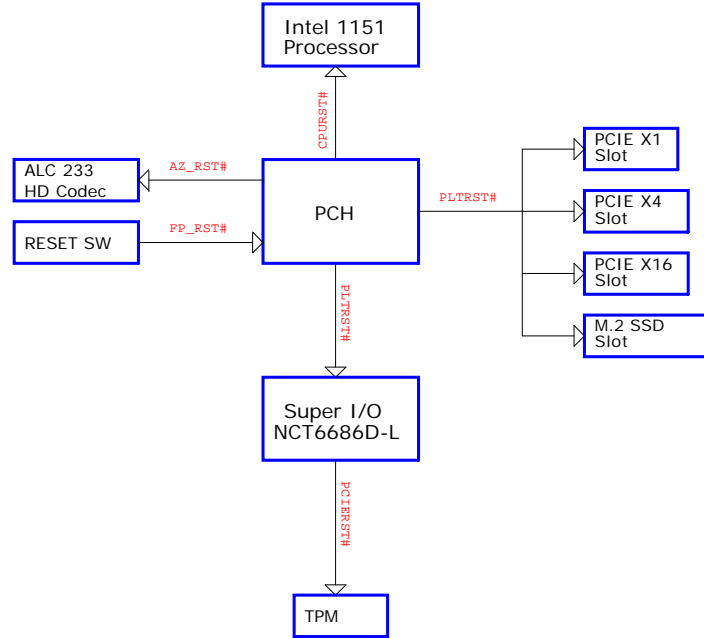 Intel 1151
Processor
CPURST#
ALC 233
HD Codec
AZ_RST#
RESET SW
FP_RST#
PCH
PLTRST#
PCIE X1
Slot
PCIE X4
Slot
PCIE X16
Slot
M.2 SSD
Slot
PLTRST#
Super I/O
NCT6686D-L
PCIERST#
TPM